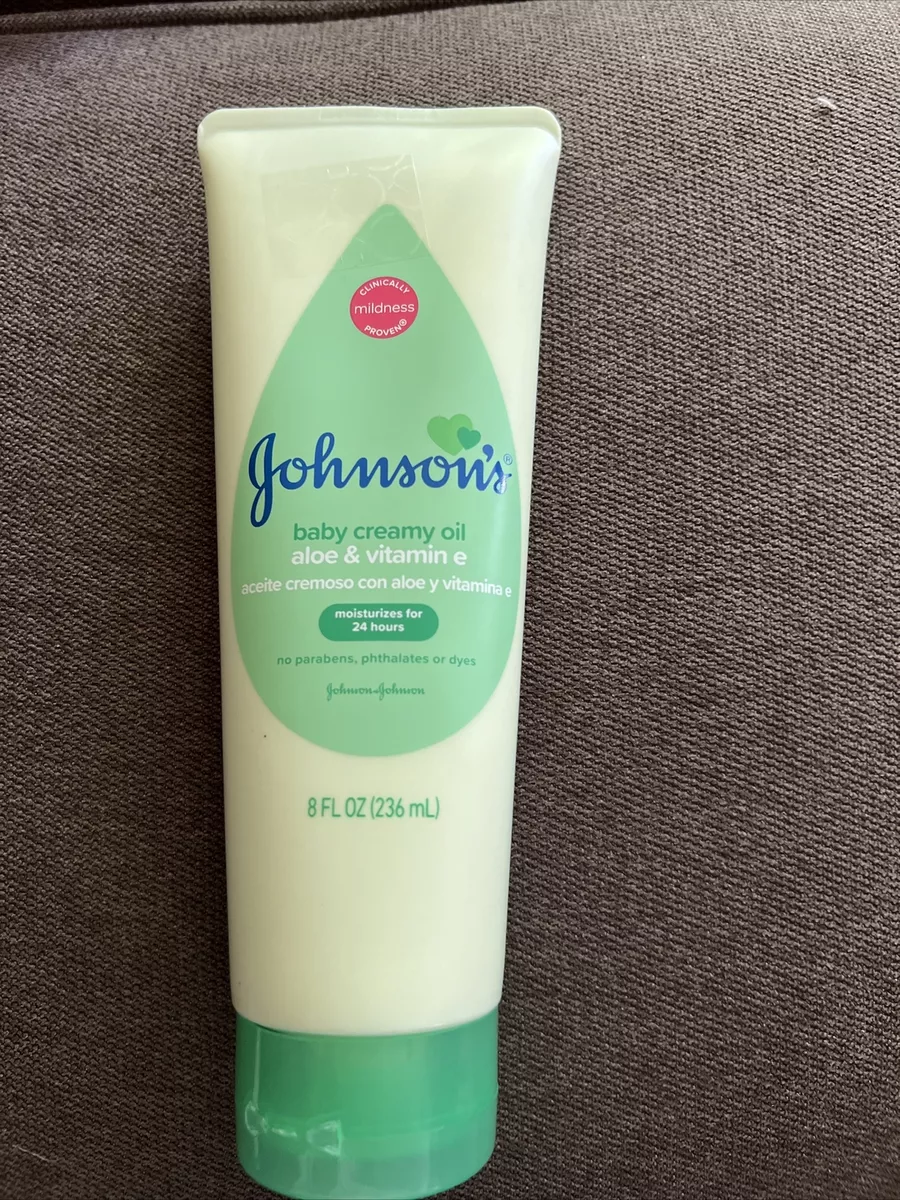 CLINICALLY
mildness
PROVEN®
Johnson's®
baby creamy oil
aloe & vitamin e
aceite cremoso con aloe y vitamina e
moisturizes for
24 hours
no parabens, phthalates or dyes
Johnson&Johnson
8 FL OZ (236 mL)